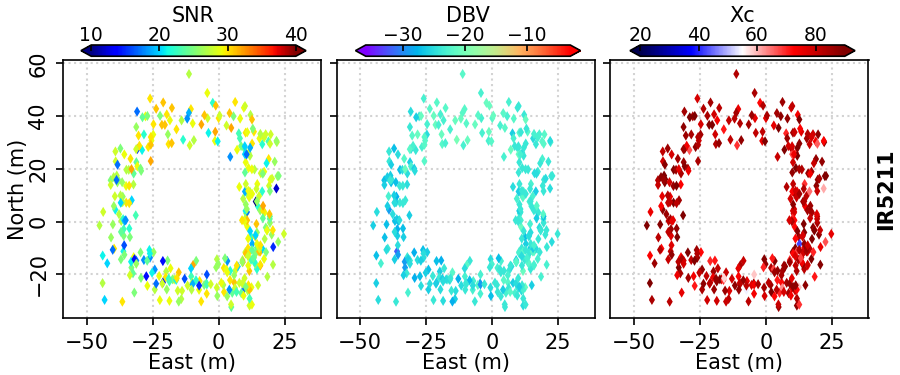 SNR DBV Xc
10 20 30 40 −30 −20 −10 20 40 60 80
60
40
20
0
−20
North (m)
−50 −25 0 25 −50 −25 0 25 −50 −25 0 25
East (m) East (m) East (m)
IR5211